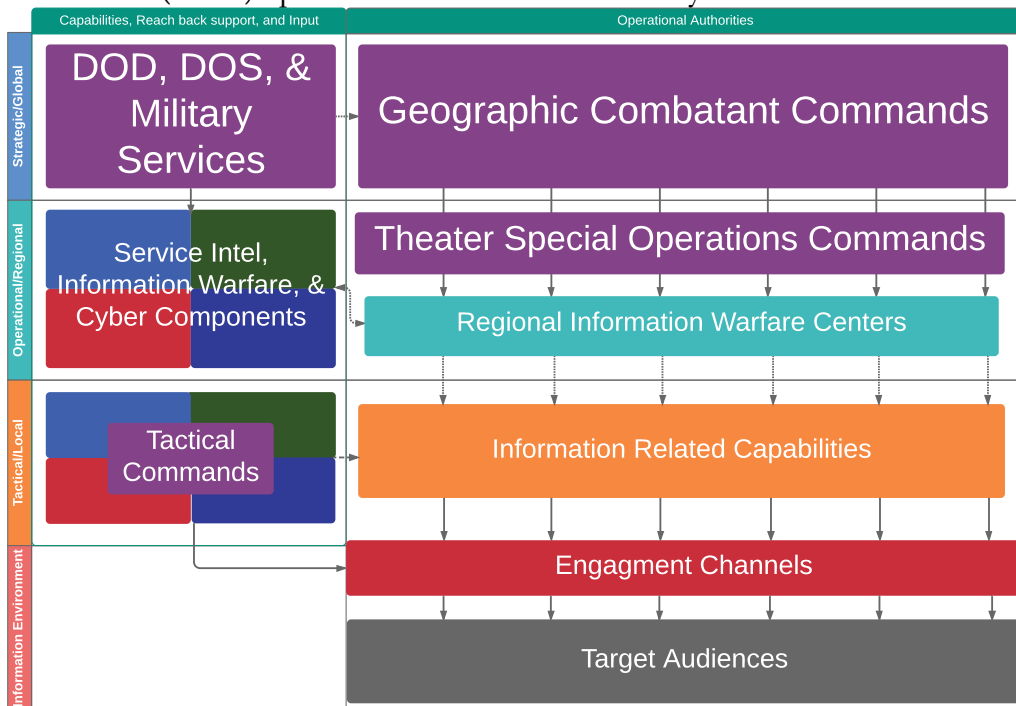 Capabilities, Reach back support, and Input
Operational Authorities
Strategic/Global
DOD, DOS, &
Military
Services
Geographic Combatant Commands
Operational/Regional
Service Intel,
Information Warfare, &
Cyber Components
Theater Special Operations Commands
Regional Information Warfare Centers
Tactical/Local
Tactical
Commands
Information Related Capabilities
Information Environment
Engagment Channels
Target Audiences